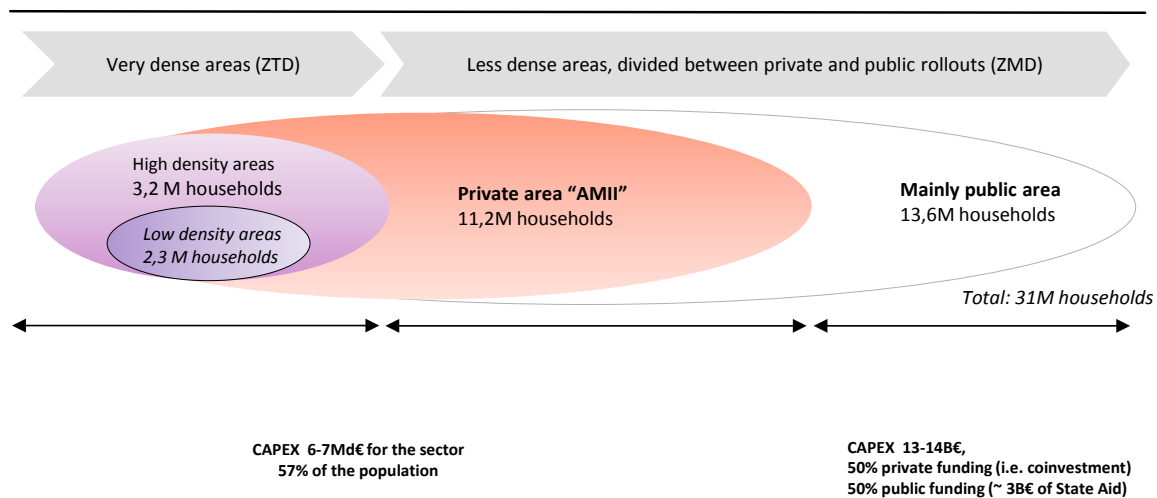 Very dense areas (ZTD)
Less dense areas, divided between private and public rollouts (ZMD)
High density areas
3,2 M households
Low density areas
2,3 M households
Private area “AMII”
11,2M households
Mainly public area
13,6M households
Total: 31M households
CAPEX 6-7Md€ for the sector
57% of the population
CAPEX 13-14B€,
50% private funding (i.e. coinvestment)
50% public funding (~ 3B€ of State Aid)